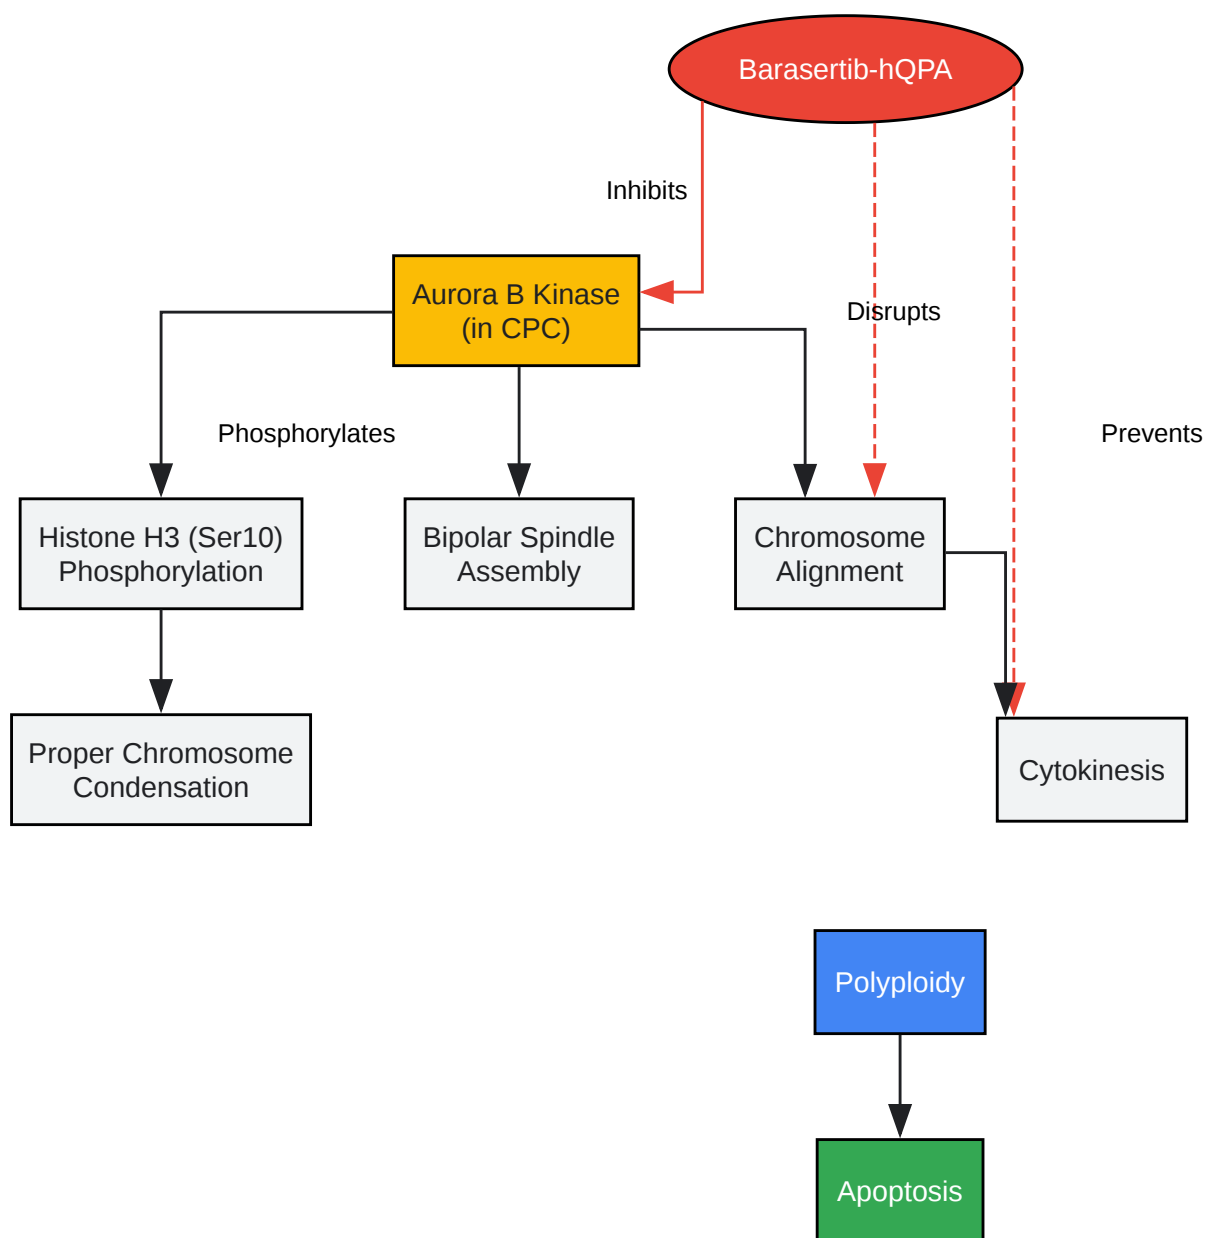 Barasertib-hQPA
Inhibits
Aurora B Kinase
(in CPC)
Disrupts
Phosphorylates
Prevents
Histone H3 (Ser10)
Phosphorylation
Bipolar Spindle
Assembly
Chromosome
Alignment
Proper Chromosome
Condensation
Cytokinesis
Polyploidy
Apoptosis